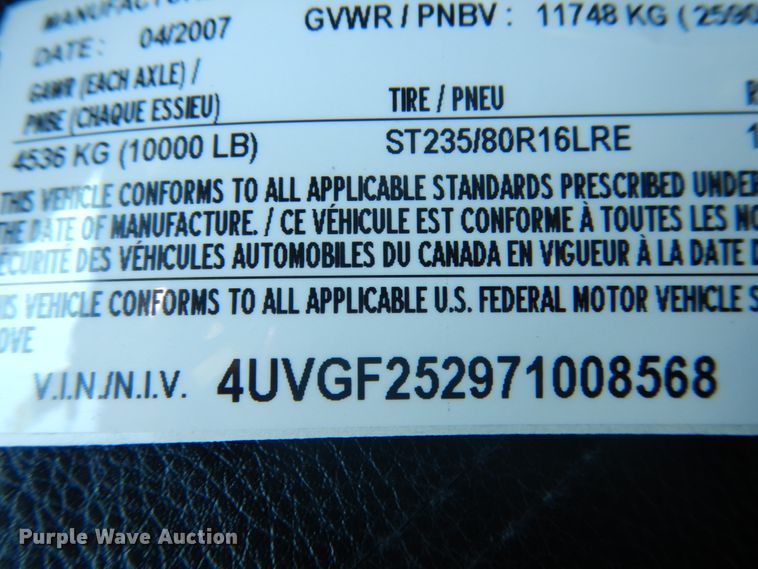 DATE: 04/2007 GVWR / PNBV : 11748 KG
GAWR (EACH AXLE) /
PNBE (CHAQUE ESSIEU) TIRE / PNEU
4536 KG (10000 LB) ST235/80R16LRE
THIS VEHICLE CONFORMS TO ALL APPLICABLE STANDARDS PRESCRIBED UNDER
THE DATE OF MANUFACTURE. / CE VÉHICULE EST CONFORME À TOUTES LES
DES VÉHICULES AUTOMOBILES DU CANADA EN VIGUEUR À LA DATE
VEHICLE CONFORMS TO ALL APPLICABLE U.S. FEDERAL MOTOR VEHICLE
V.I.N./N.I.V. 4UVGF252971008568
Purple Wave Auction